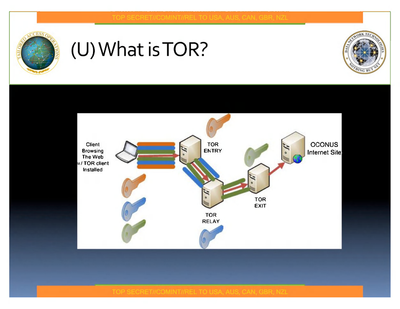 TOP SECRET//COMINT//REL TO USA, AUS, CAN, GBR, NZL
(U) What is TOR?
Client
Browsing
The Web
w/ TOR client
Installed
TOR
ENTRY
TOR
RELAY
TOR
EXIT
OCONUS
Internet Site
TOP SECRET//COMINT//REL TO USA, AUS, CAN, GBR, NZL